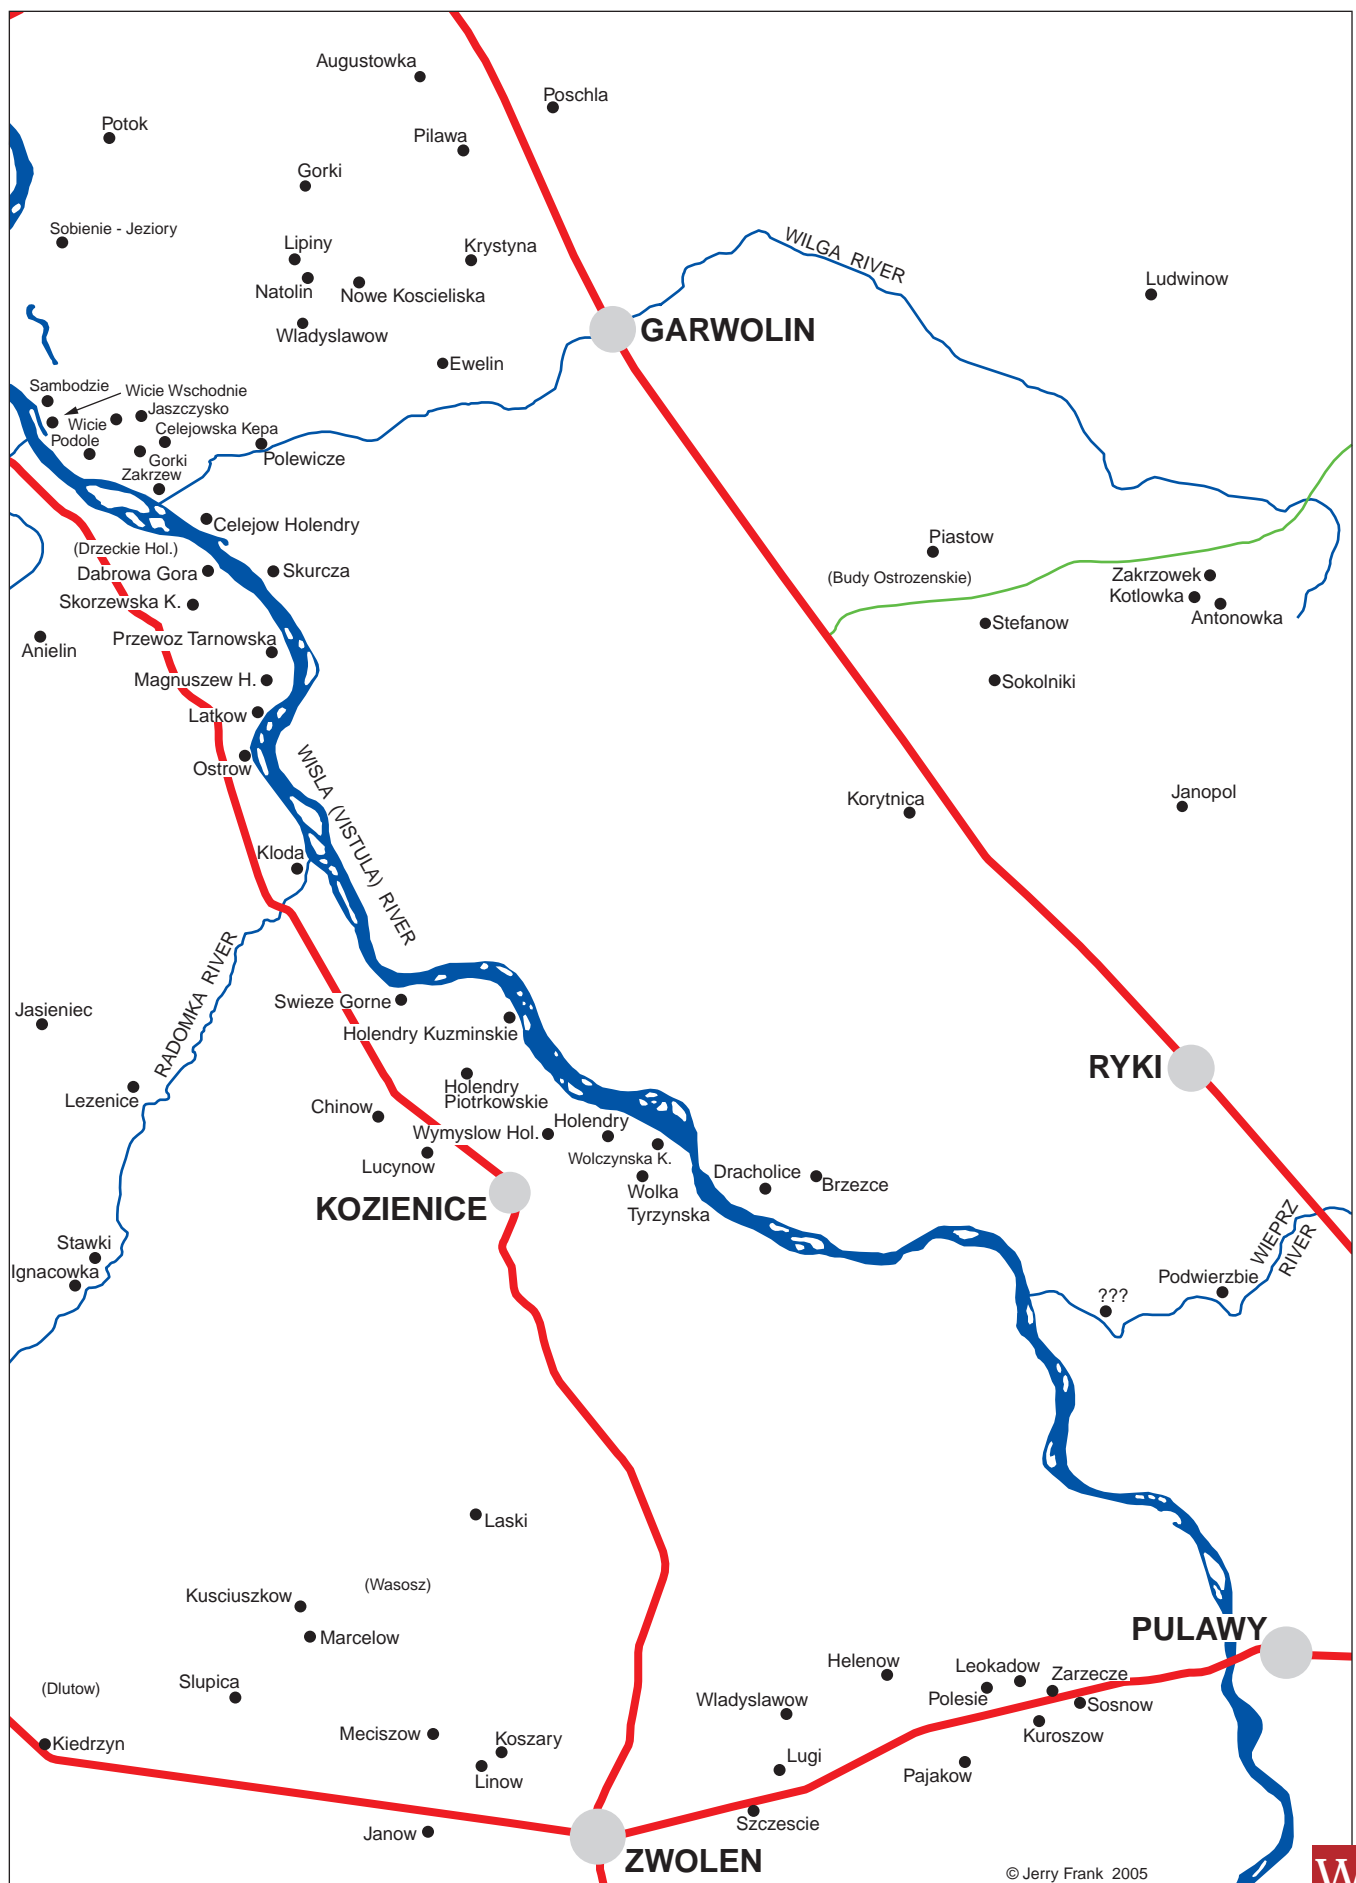 Augustowka
Poschla
Potok
Pilawa
Gorki
Sobienie - Jeziory
Lipiny
Krystyna
WILGA RIVER
Natolin
Nowe Koscieliska
Ludwinow
Wladyslawow
GARWOLIN
Ewelin
Sambodzie
Wicie Wschodnie
Jaszczysko
Wicie
Celejowska Kepa
Podole
Gorki
Polewicze
Zakrzew
Celejow Holendry
Piastow
(Drzeckie Hol.)
Dabrowa Gora
Skurcza
(Budy Ostrozenskie)
Zakrzowek
Kotlowka
Skorzewska K.
Antonowka
Stefanow
Anielin
Przewoz Tarnowska
Magnuszew H.
Sokolniki
Latkow
Ostrow
WISLA (VISTULA) RIVER
Korytnica
Janopol
Kloda
RADOMKA RIVER
Swieze Gorne
Jasieniec
Holendry Kuzminskie
RYKI
Lezenice
Holendry
Piotrkowskie
Chinow
Holendry
Wymyslow Hol.
Wolczynska K.
Lucynow
Dracholice
Brzezce
Wolka
Tyrzynska
KOZIENICE
WIEPRZ
RIVER
Stawki
Ignacowka
Podwierzbie
???
Laski
(Wasosz)
Kusciuszkow
Marcelow
PULAWY
Helenow
Leokadow
Zarzecze
(Dlutow)
Slupica
Wladyslawow
Polesie
Sosnow
Kiedrzyn
Meciszow
Koszary
Kuroszow
Linow
Lugi
Pajakow
Janow
Szczescie
ZWOLEN
© Jerry Frank 2005
W